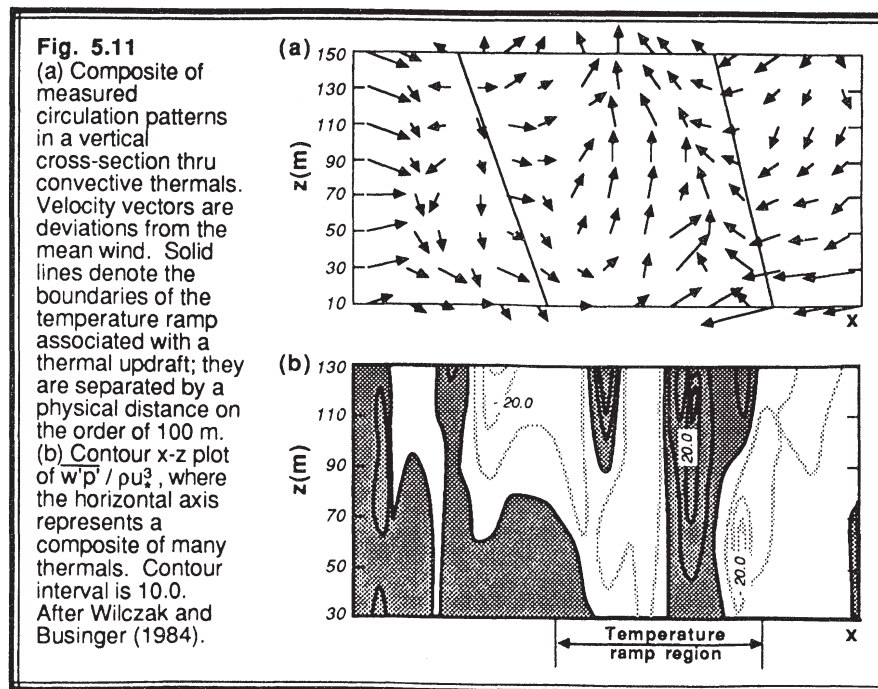 Fig. 5.11
(a) Composite of
measured
circulation patterns
in a vertical
cross-section thru
convective thermals.
Velocity vectors are
deviations from the
mean wind. Solid
lines denote the
boundaries of the
temperature ramp
associated with a
thermal updraft; they
are separated by a
physical distance on
the order of 100 m.
(b) Contour x-z plot
of w'p' / ρu*³ , where
the horizontal axis
represents a
composite of many
thermals. Contour
interval is 10.0.
After Wilczak and
Businger (1984).
(a)
z(m)
150
130
110
90
70
50
30
10
x
(b)
z(m)
130
110
90
70
50
30
- 20.0
20.0
- 20.0
x
Temperature
ramp region